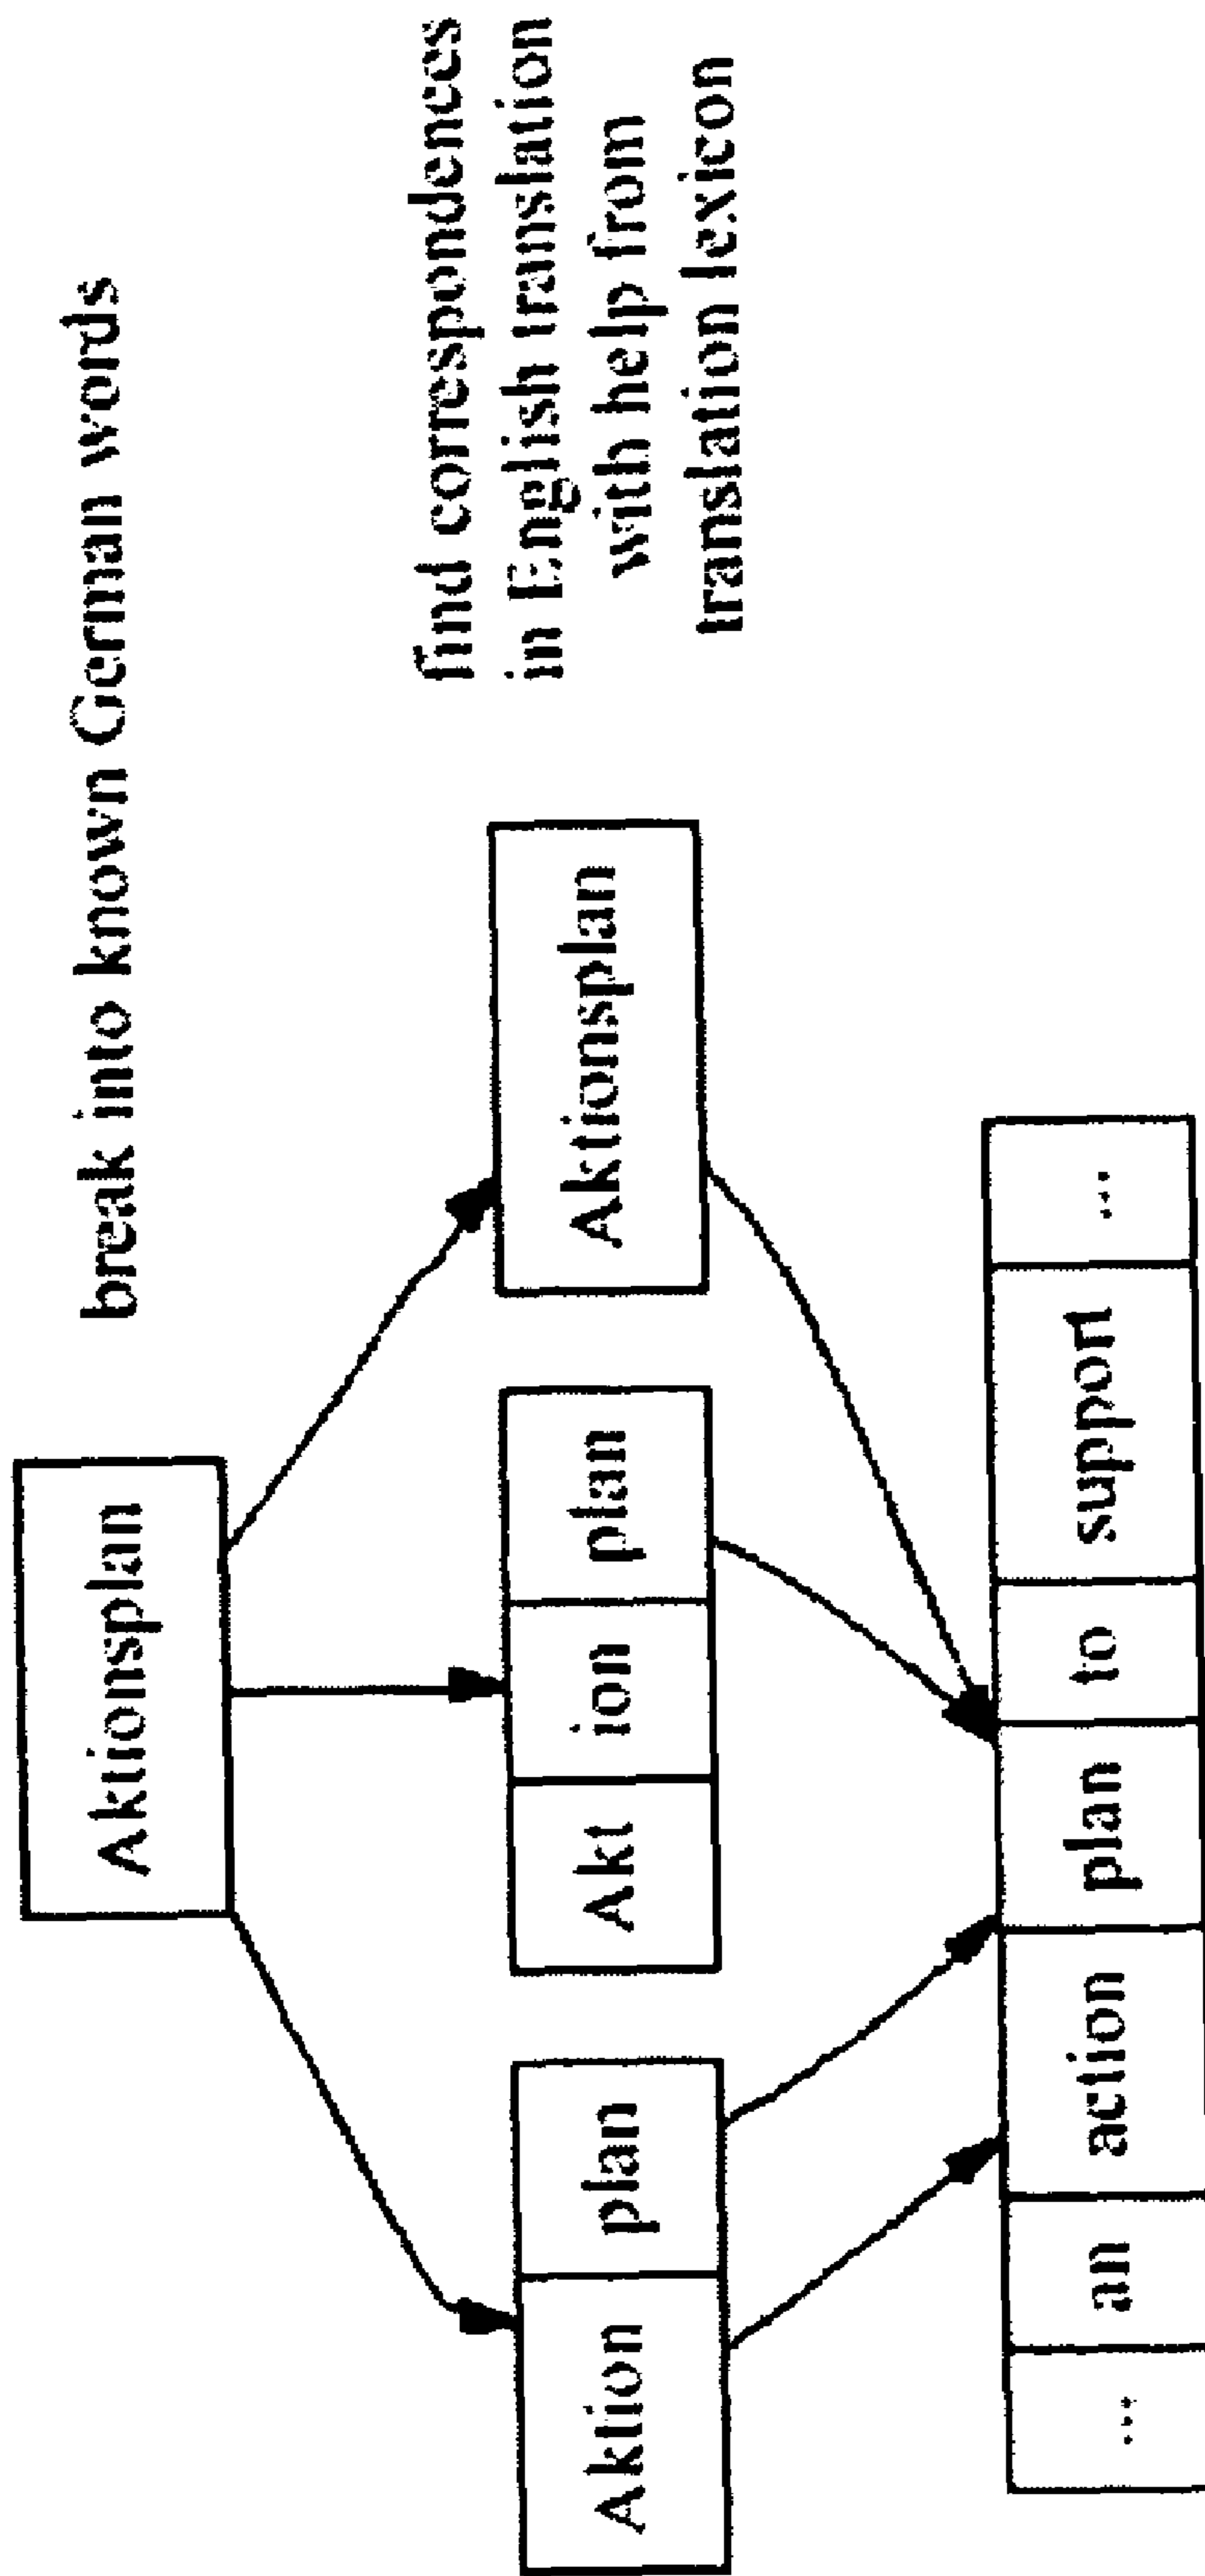 Aktionsplan
break into known German words
Aktion plan
Akt ion plan
Aktionsplan
find correspondences
in English translation
with help from
translation lexicon
... an action plan to support ...